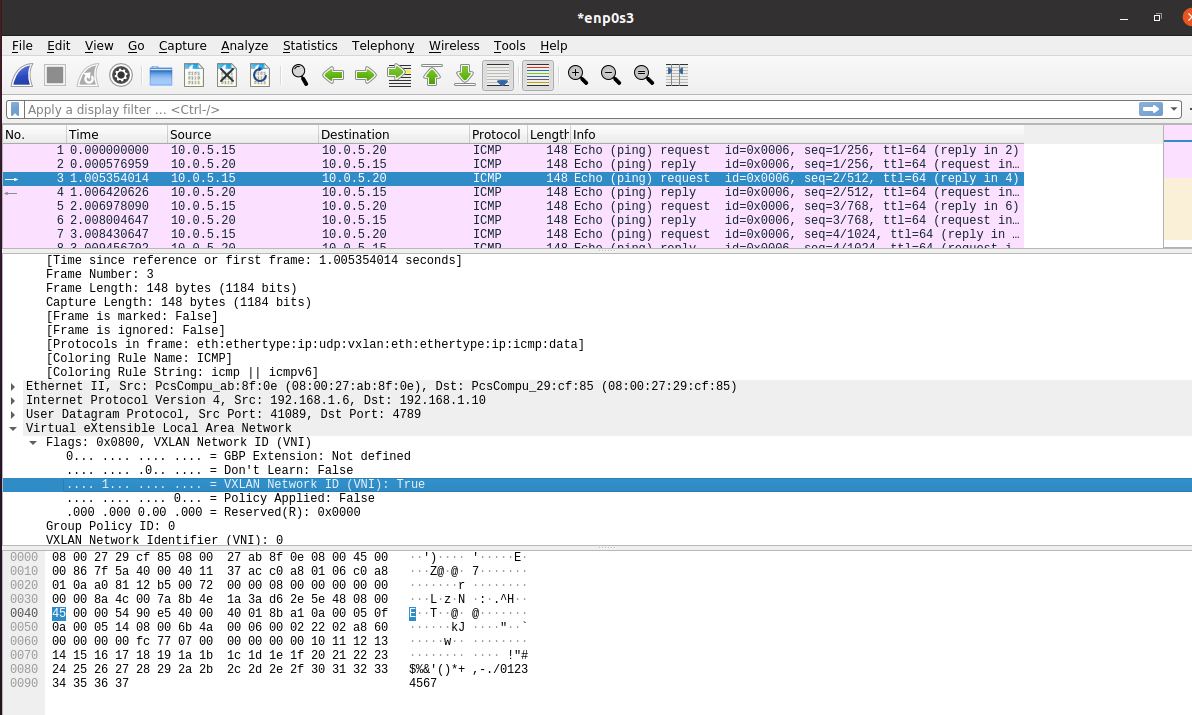 *enp0s3
File Edit View Go Capture Analyze Statistics Telephony Wireless Tools Help
Apply a display filter ... <Ctrl-/>
No. Time Source Destination Protocol Length Info
1 0.000000000 10.0.5.15 10.0.5.20 ICMP 148 Echo (ping) request id=0x0006, seq=1/256, ttl=64 (reply in 2)
2 0.000576959 10.0.5.20 10.0.5.15 ICMP 148 Echo (ping) reply id=0x0006, seq=1/256, ttl=64 (request in…
3 1.005354014 10.0.5.15 10.0.5.20 ICMP 148 Echo (ping) request id=0x0006, seq=2/512, ttl=64 (reply in 4)
4 1.006420626 10.0.5.20 10.0.5.15 ICMP 148 Echo (ping) reply id=0x0006, seq=2/512, ttl=64 (request in…
5 2.006978090 10.0.5.15 10.0.5.20 ICMP 148 Echo (ping) request id=0x0006, seq=3/768, ttl=64 (reply in 6)
6 2.008004647 10.0.5.20 10.0.5.15 ICMP 148 Echo (ping) reply id=0x0006, seq=3/768, ttl=64 (request in…
7 3.008430647 10.0.5.15 10.0.5.20 ICMP 148 Echo (ping) request id=0x0006, seq=4/1024, ttl=64 (reply in …
8 3.009456792 10.0.5.20 10.0.5.15 ICMP 148 Echo (ping) reply id=0x0006, seq=4/1024, ttl=64 (request i…
[Time since reference or first frame: 1.005354014 seconds]
Frame Number: 3
Frame Length: 148 bytes (1184 bits)
Capture Length: 148 bytes (1184 bits)
[Frame is marked: False]
[Frame is ignored: False]
[Protocols in frame: eth:ethertype:ip:udp:vxlan:eth:ethertype:ip:icmp:data]
[Coloring Rule Name: ICMP]
[Coloring Rule String: icmp || icmpv6]
Ethernet II, Src: PcsCompu_ab:8f:0e (08:00:27:ab:8f:0e), Dst: PcsCompu_29:cf:85 (08:00:27:29:cf:85)
Internet Protocol Version 4, Src: 192.168.1.6, Dst: 192.168.1.10
User Datagram Protocol, Src Port: 41089, Dst Port: 4789
Virtual eXtensible Local Area Network
Flags: 0x0800, VXLAN Network ID (VNI)
0... .... .... .... = GBP Extension: Not defined
.... .... .0.. .... = Don't Learn: False
.... 1... .... .... = VXLAN Network ID (VNI): True
.... .... .... 0... = Policy Applied: False
.000 .000 0.00 .000 = Reserved(R): 0x0000
Group Policy ID: 0
VXLAN Network Identifier (VNI): 0
0000 08 00 27 29 cf 85 08 00 27 ab 8f 0e 08 00 45 00 ··')···· '·····E·
0010 00 86 7f 5a 40 00 40 11 37 ac c0 a8 01 06 c0 a8 ···Z@·@· 7·······
0020 01 0a a0 81 12 b5 00 72 00 00 08 00 00 00 00 00 ·······r ········
0030 00 00 8a 4c 00 7a 8b 4e 1a 3a d6 2e 5e 48 08 00 ···L·z·N ·:·.^H··
0040 45 00 00 54 90 e5 40 00 40 01 8b a1 0a 00 05 0f E··T··@· @·······
0050 0a 00 05 14 08 00 6b 4a 00 06 00 02 22 02 a8 60 ······kJ ····"··`
0060 00 00 00 00 fc 77 07 00 00 00 00 00 10 11 12 13 ·····w·· ········
0070 14 15 16 17 18 19 1a 1b 1c 1d 1e 1f 20 21 22 23 ········ ···· !"#
0080 24 25 26 27 28 29 2a 2b 2c 2d 2e 2f 30 31 32 33 $%&'()*+ ,-./0123
0090 34 35 36 37 4567